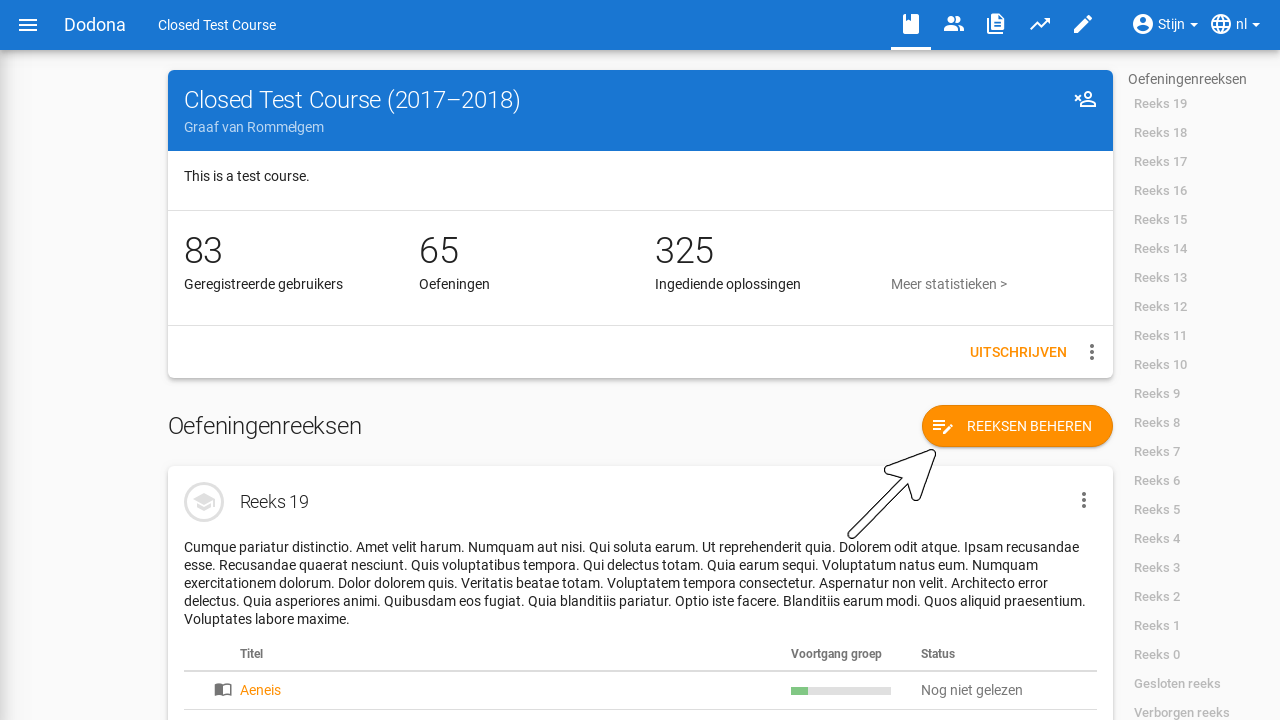 Dodona
Closed Test Course
Stijn
nl
Closed Test Course (2017–2018)
Graaf van Rommelgem
This is a test course.
83
65
325
Geregistreerde gebruikers
Oefeningen
Ingediende oplossingen
Meer statistieken >
UITSCHRIJVEN
Oefeningenreeksen
REEKSEN BEHEREN
Reeks 19
Cumque pariatur distinctio. Amet velit harum. Numquam aut nisi. Qui soluta earum. Ut reprehenderit quia. Dolorem odit atque. Ipsam recusandae
esse. Recusandae quaerat nesciunt. Quis voluptatibus tempora. Qui delectus totam. Quia earum sequi. Voluptatum natus eum. Numquam
exercitationem dolorum. Dolor dolorem quis. Veritatis beatae totam. Voluptatem tempora consectetur. Aspernatur non velit. Architecto error
delectus. Quia asperiores animi. Quibusdam eos fugiat. Quia blanditiis pariatur. Optio iste facere. Blanditiis earum modi. Quos aliquid praesentium.
Voluptates labore maxime.
Titel
Voortgang groep
Status
Aeneis
Nog niet gelezen
Oefeningenreeksen
Reeks 19
Reeks 18
Reeks 17
Reeks 16
Reeks 15
Reeks 14
Reeks 13
Reeks 12
Reeks 11
Reeks 10
Reeks 9
Reeks 8
Reeks 7
Reeks 6
Reeks 5
Reeks 4
Reeks 3
Reeks 2
Reeks 1
Reeks 0
Gesloten reeks
Verborgen reeks